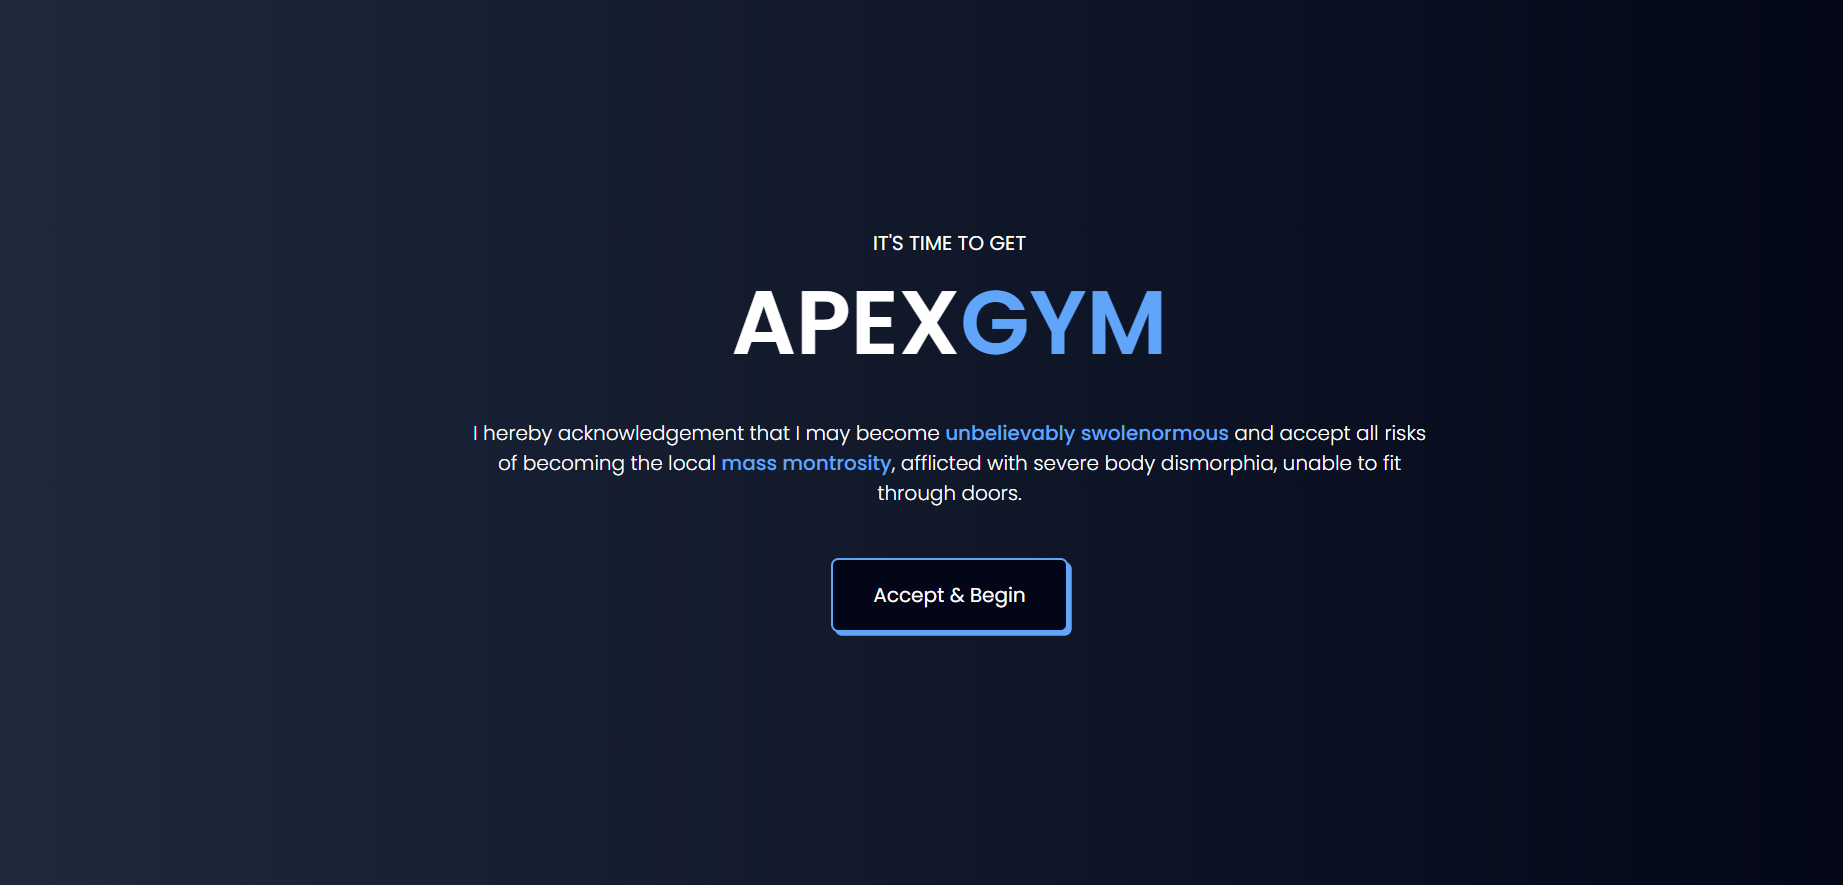 IT'S TIME TO GET
APEXGYM
I hereby acknowledgement that I may become unbelievably swolenormous and accept all risks
of becoming the local mass montrosity, afflicted with severe body dismorphia, unable to fit
through doors.
Accept & Begin